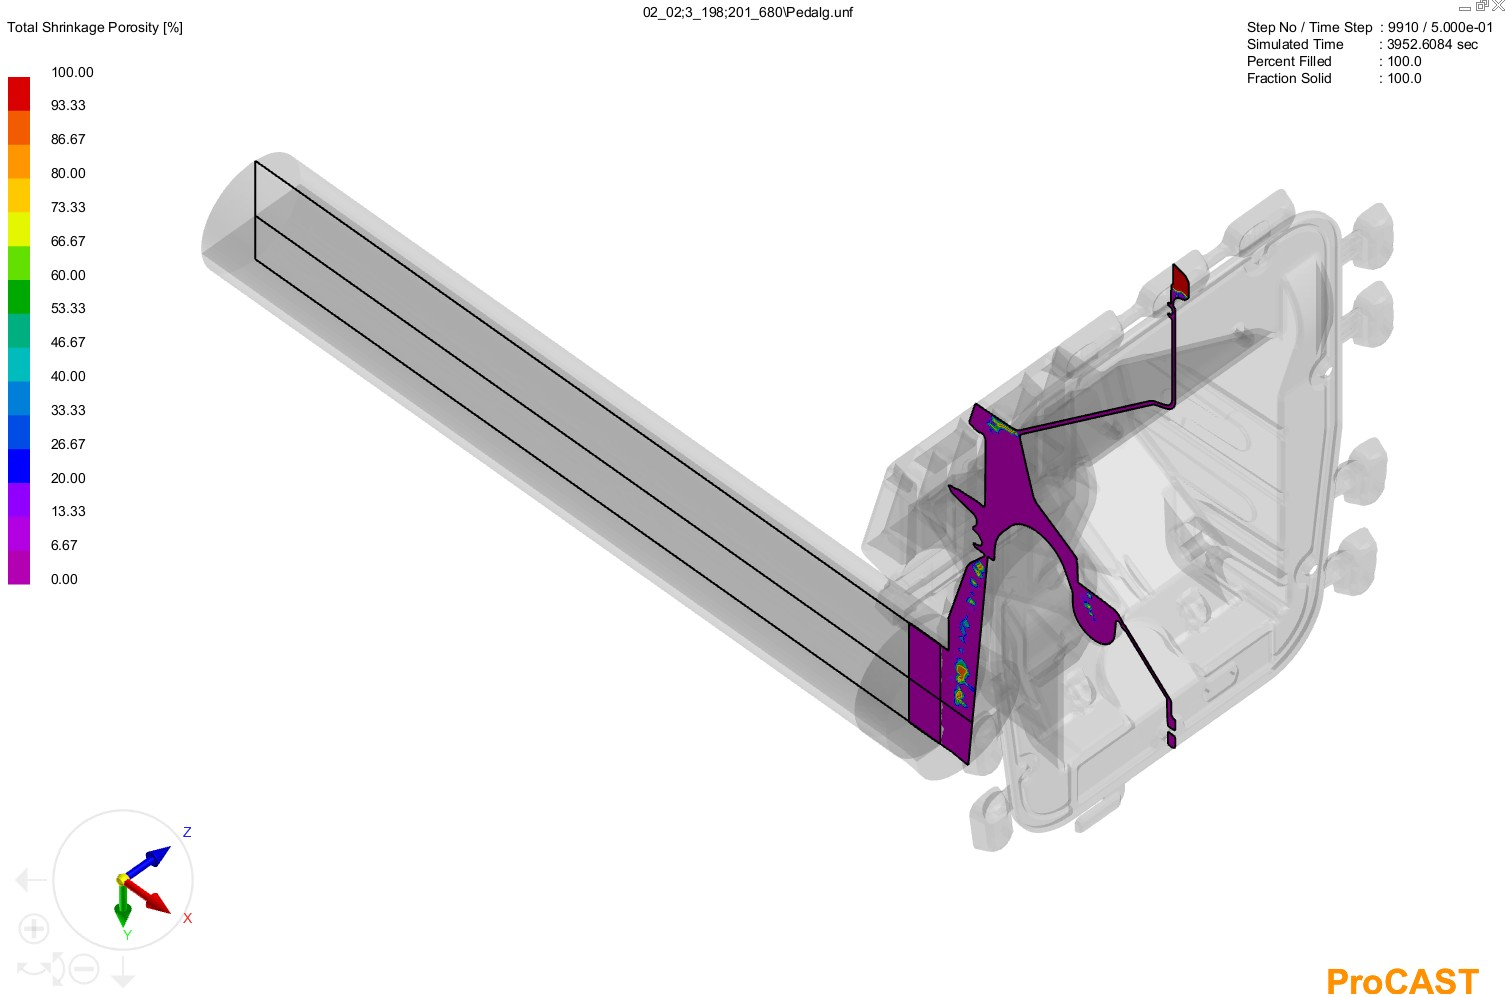 02_02;3_198;201_680\Pedalg.unf
Total Shrinkage Porosity [%]
Step No / Time Step : 9910 / 5.000e-01
Simulated Time : 3952.6084 sec
Percent Filled : 100.0
Fraction Solid : 100.0
100.00
93.33
86.67
80.00
73.33
66.67
60.00
53.33
46.67
40.00
33.33
26.67
20.00
13.33
6.67
0.00
Z
X
Y
ProCAST